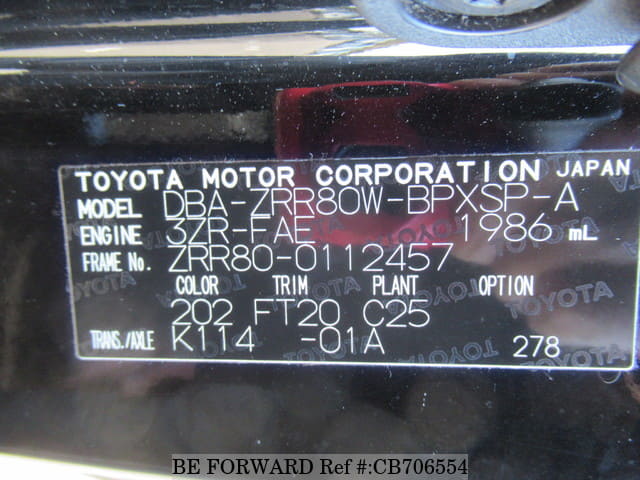 TOYOTA MOTOR CORPORATION JAPAN
MODEL DBA-ZRR80W-BPXSP-A
ENGINE 3ZR-FAE 1986 mL
FRAME No. ZRR80-0112457
COLOR TRIM PLANT OPTION
202 FT20 C25
TRANS./AXLE K114 -01A 278
BE FORWARD Ref #:CB706554